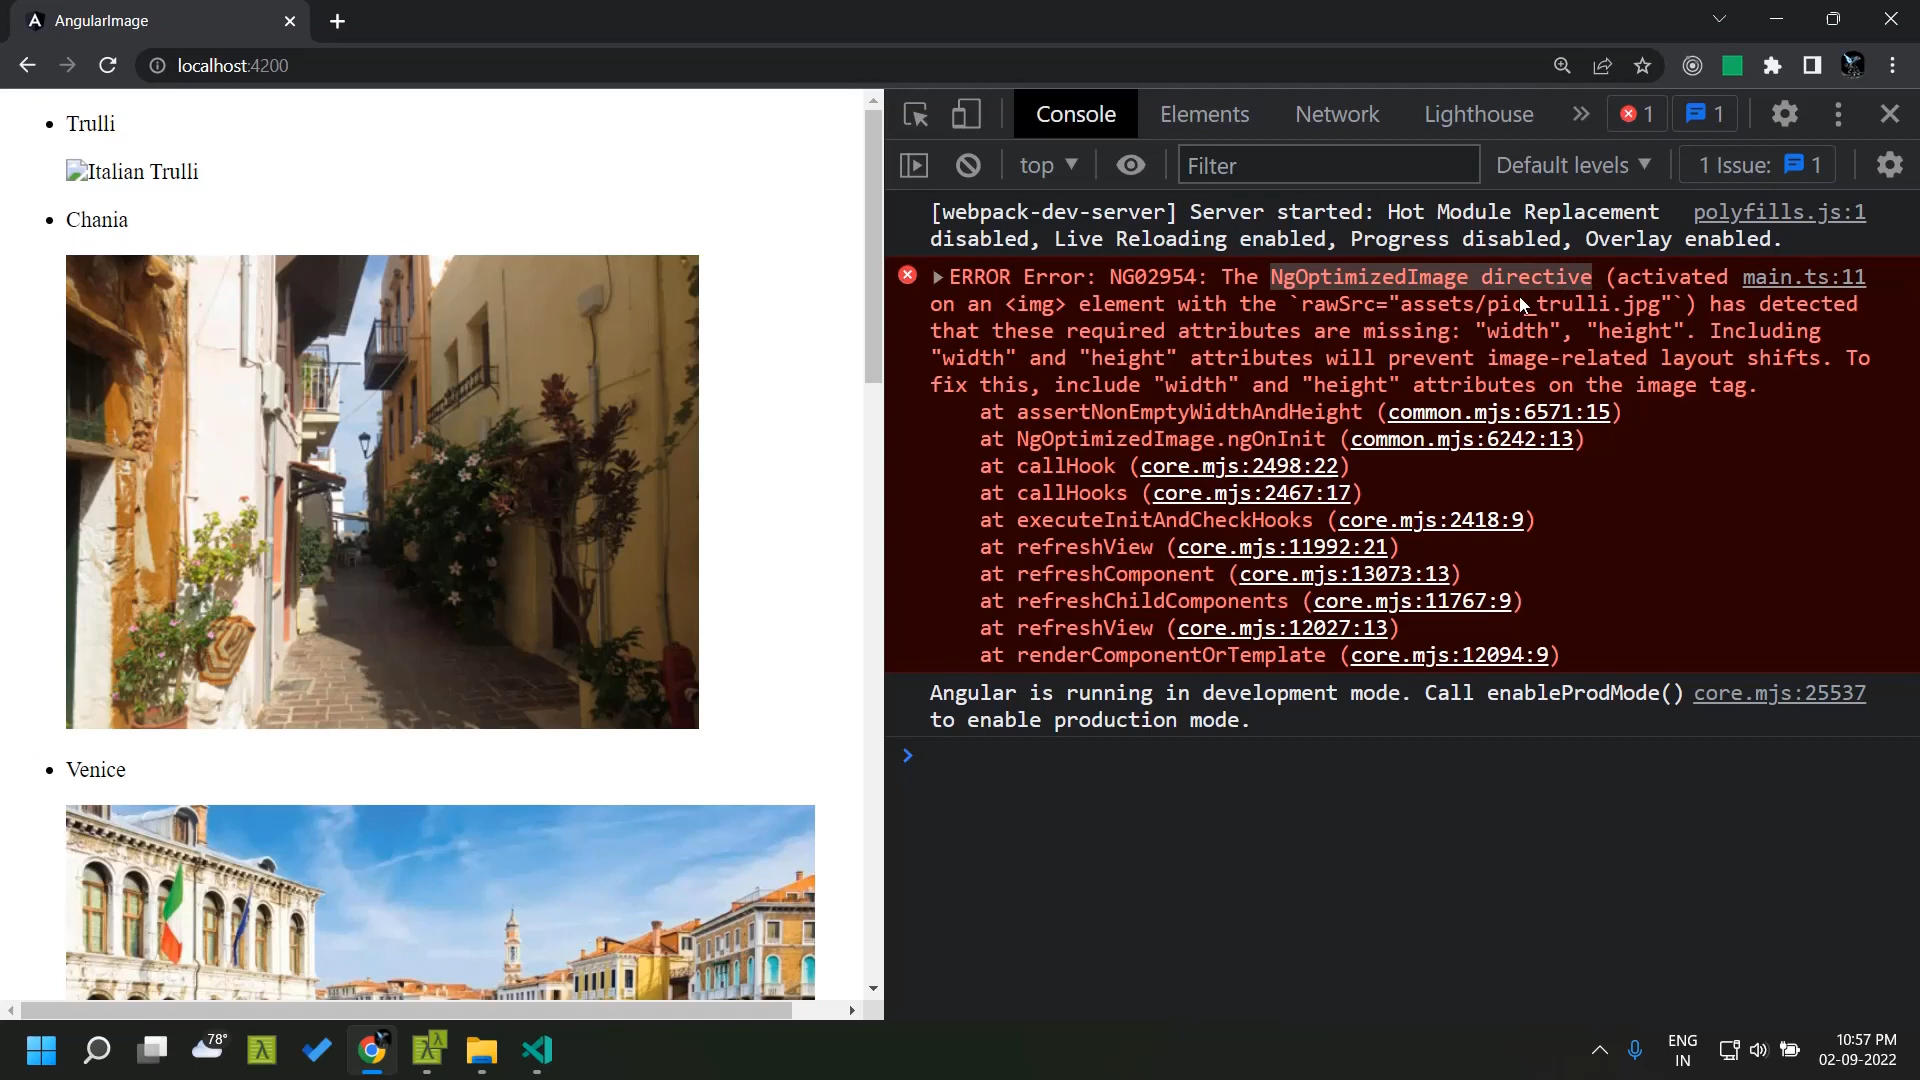 AngularImage
localhost:4200
Trulli
Italian Trulli
Chania
Venice
Console Elements Network Lighthouse » 1 1
top Filter Default levels 1 Issue: 1
[webpack-dev-server] Server started: Hot Module Replacement polyfills.js:1
disabled, Live Reloading enabled, Progress disabled, Overlay enabled.
ERROR Error: NG02954: The NgOptimizedImage directive (activated main.ts:11
on an <img> element with the `rawSrc="assets/pic_trulli.jpg"`) has detected
that these required attributes are missing: "width", "height". Including
"width" and "height" attributes will prevent image-related layout shifts. To
fix this, include "width" and "height" attributes on the image tag.
at assertNonEmptyWidthAndHeight (common.mjs:6571:15)
at NgOptimizedImage.ngOnInit (common.mjs:6242:13)
at callHook (core.mjs:2498:22)
at callHooks (core.mjs:2467:17)
at executeInitAndCheckHooks (core.mjs:2418:9)
at refreshView (core.mjs:11992:21)
at refreshComponent (core.mjs:13073:13)
at refreshChildComponents (core.mjs:11767:9)
at refreshView (core.mjs:12027:13)
at renderComponentOrTemplate (core.mjs:12094:9)
Angular is running in development mode. Call enableProdMode() core.mjs:25537
to enable production mode.
78°
ENG
IN
10:57 PM
02-09-2022